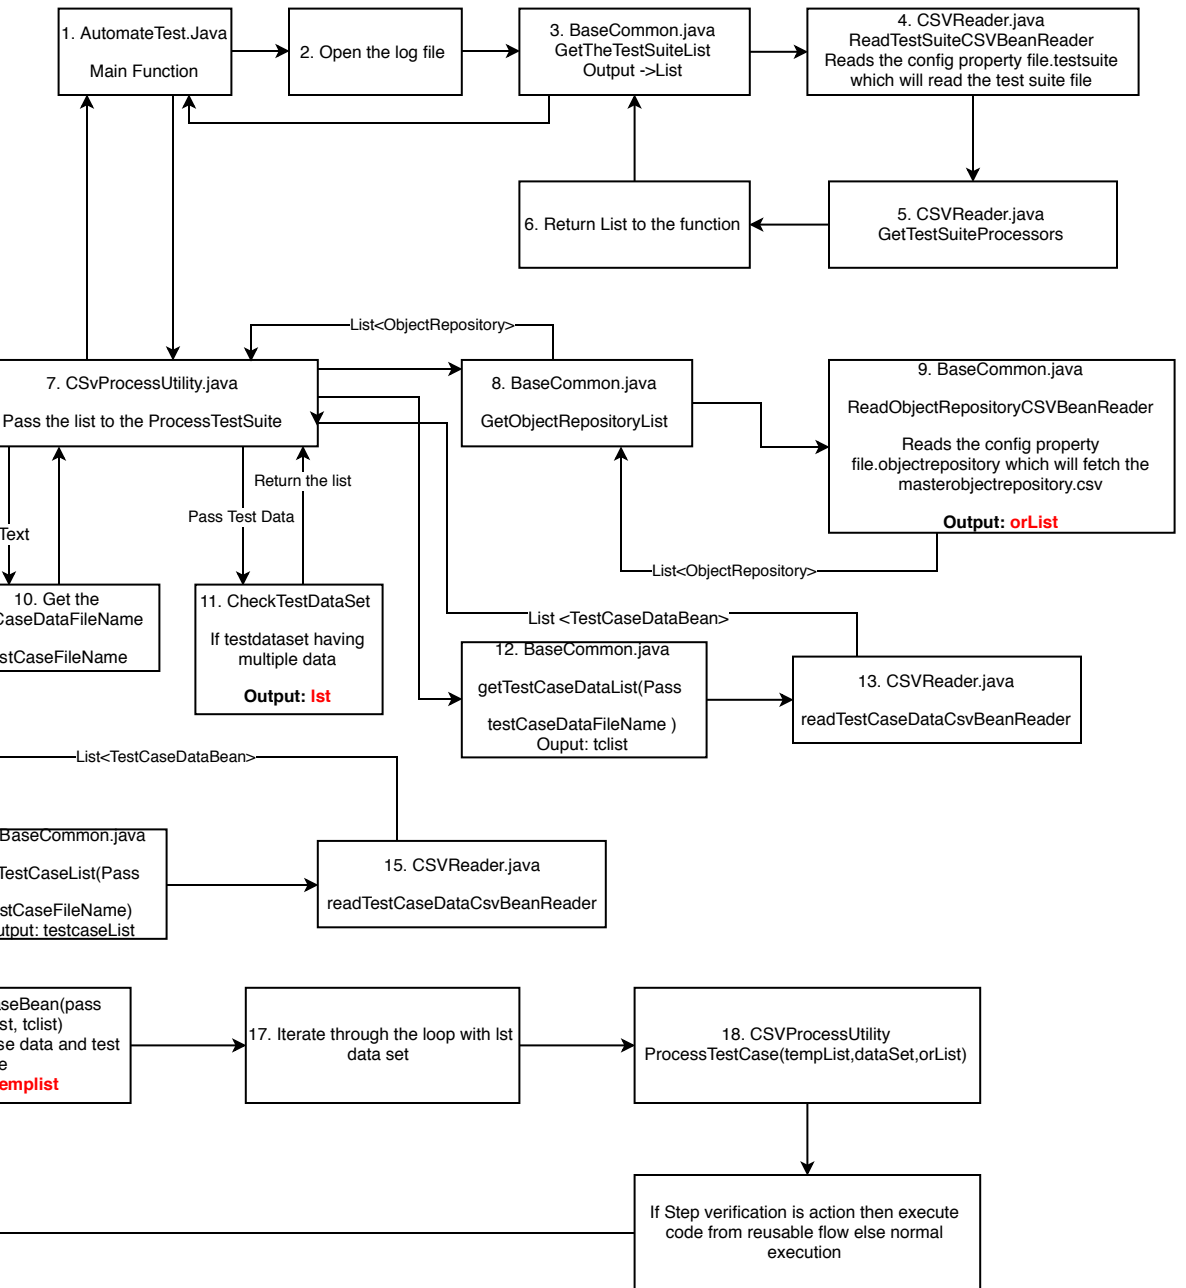 1. AutomateTest.Java
Main Function
2. Open the log file
3. BaseCommon.java
GetTheTestSuiteList
Output ->List
4. CSVReader.java
ReadTestSuiteCSVBeanReader
Reads the config property file.testsuite
which will read the test suite file
6. Return List to the function
5. CSVReader.java
GetTestSuiteProcessors
List<ObjectRepository>
7. CSvProcessUtility.java
Pass the list to the ProcessTestSuite
8. BaseCommon.java
GetObjectRepositoryList
9. BaseCommon.java
ReadObjectRepositoryCSVBeanReader
Reads the config property
file.objectrepository which will fetch the
masterobjectrepository.csv
Output: orList
Return the list
Pass Test Data
Text
List<ObjectRepository>
10. Get the
CaseDataFileName
stCaseFileName
11. CheckTestDataSet
If testdataset having
multiple data
Output: lst
List <TestCaseDataBean>
12. BaseCommon.java
getTestCaseDataList(Pass
testCaseDataFileName )
Ouput: tclist
13. CSVReader.java
readTestCaseDataCsvBeanReader
List<TestCaseDataBean>
BaseCommon.java
TestCaseList(Pass
stCaseFileName)
utput: testcaseList
15. CSVReader.java
readTestCaseDataCsvBeanReader
aseBean(pass
st, tclist)
se data and test
e
emplist
17. Iterate through the loop with lst
data set
18. CSVProcessUtility
ProcessTestCase(templList,dataSet,orList)
If Step verification is action then execute
code from reusable flow else normal
execution